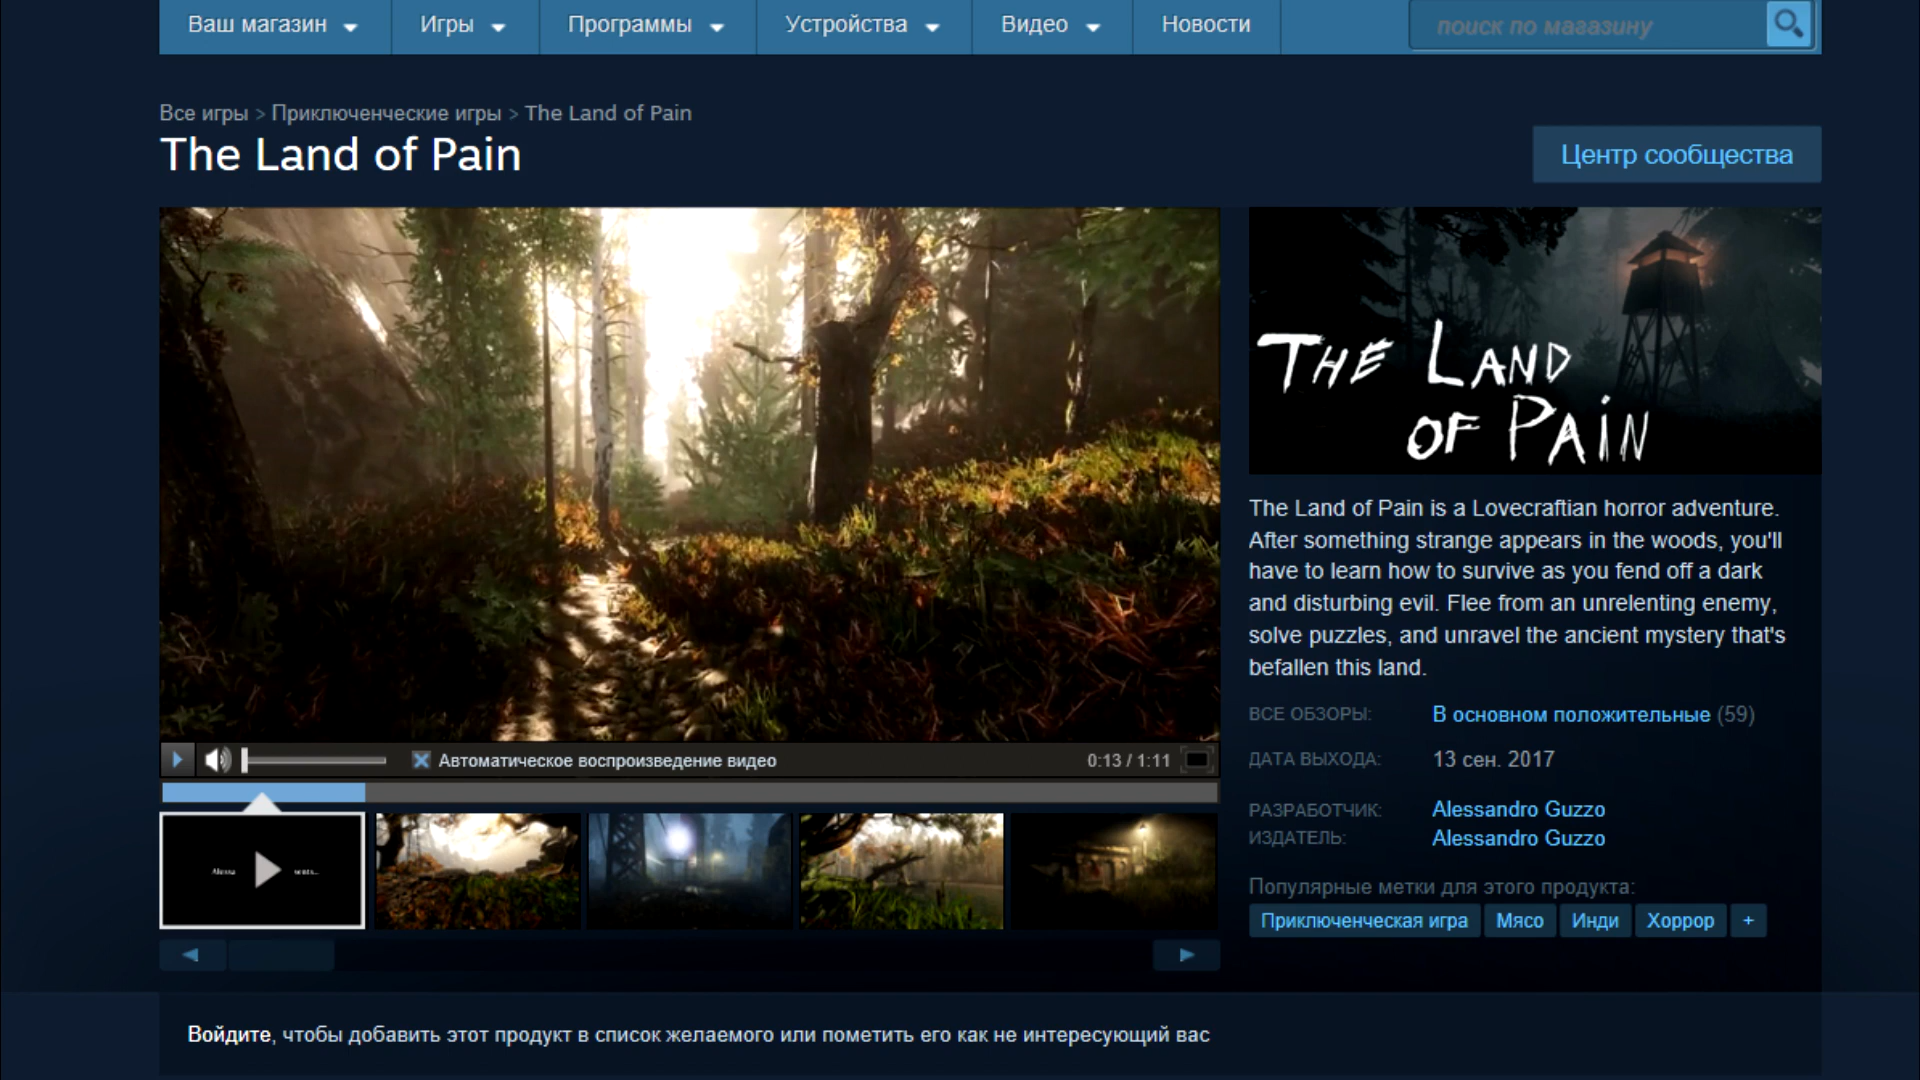 Ваш магазин
Игры
Программы
Устройства
Видео
Новости
поиск по магазину
Все игры > Приключенческие игры > The Land of Pain
The Land of Pain
Центр сообщества
THE LAND
OF PAIN
The Land of Pain is a Lovecraftian horror adventure.
After something strange appears in the woods, you'll
have to learn how to survive as you fend off a dark
and disturbing evil. Flee from an unrelenting enemy,
solve puzzles, and unravel the ancient mystery that's
befallen this land.
ВСЕ ОБЗОРЫ: В основном положительные (59)
ДАТА ВЫХОДА: 13 сен. 2017
РАЗРАБОТЧИК: Alessandro Guzzo
ИЗДАТЕЛЬ: Alessandro Guzzo
Популярные метки для этого продукта:
Приключенческая игра Мясо Инди Хоррор +
Автоматическое воспроизведение видео
0:13 / 1:11
Войдите, чтобы добавить этот продукт в список желаемого или пометить его как не интересующий вас